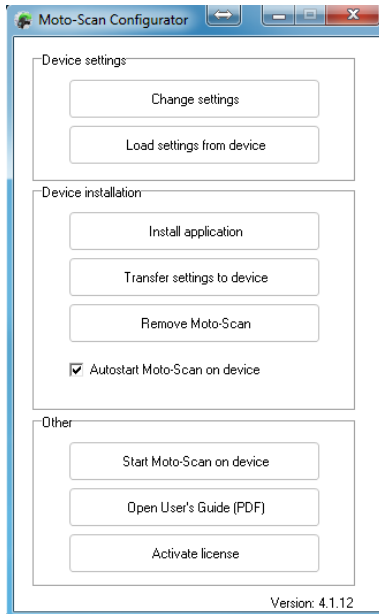 Moto-Scan Configurator
Device settings
Change settings
Load settings from device
Device installation
Install application
Transfer settings to device
Remove Moto-Scan
Autostart Moto-Scan on device
Other
Start Moto-Scan on device
Open User's Guide (PDF)
Activate license
Version: 4.1.12